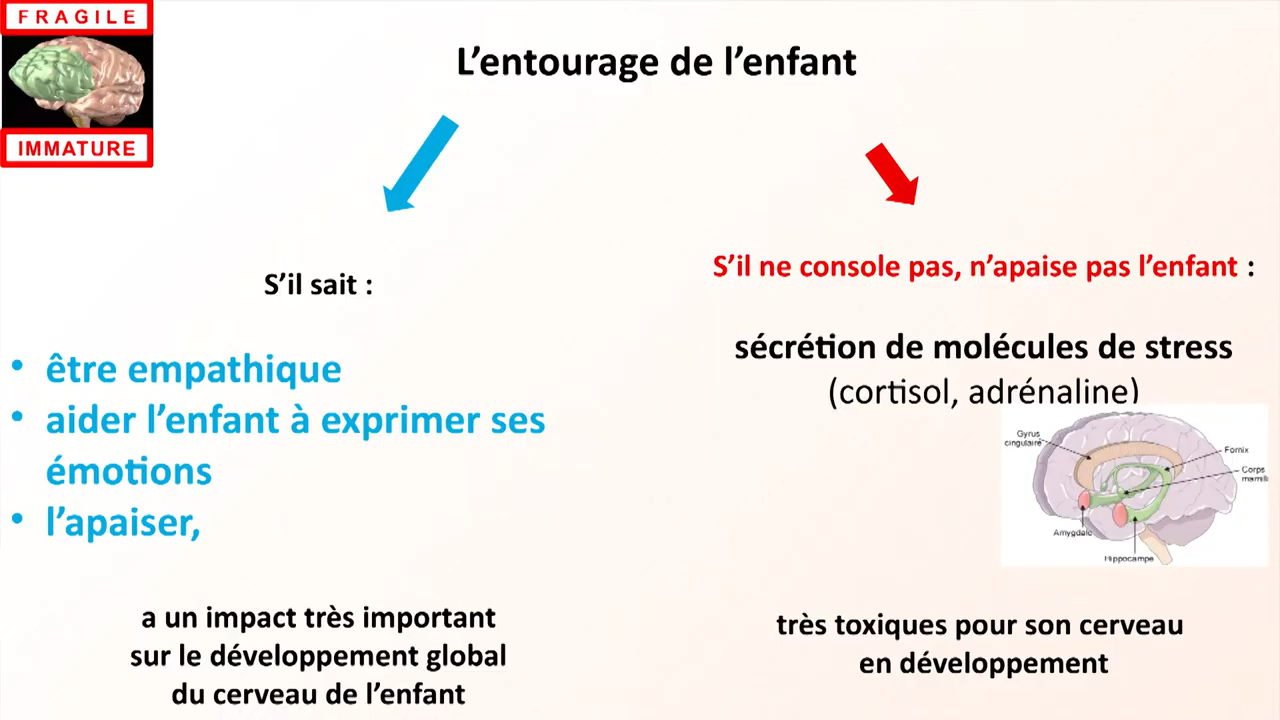 FRAGILE
IMMATURE
L’entourage de l’enfant
S’il sait :
• être empathique
• aider l’enfant à exprimer ses
émotions
• l’apaiser,
a un impact très important
sur le développement global
du cerveau de l’enfant
S’il ne console pas, n’apaise pas l’enfant :
sécrétion de molécules de stress
(cortisol, adrénaline)
Gyrus
cingulaire
Fornix
Corps
Amygdale
Hippocampe
très toxiques pour son cerveau
en développement